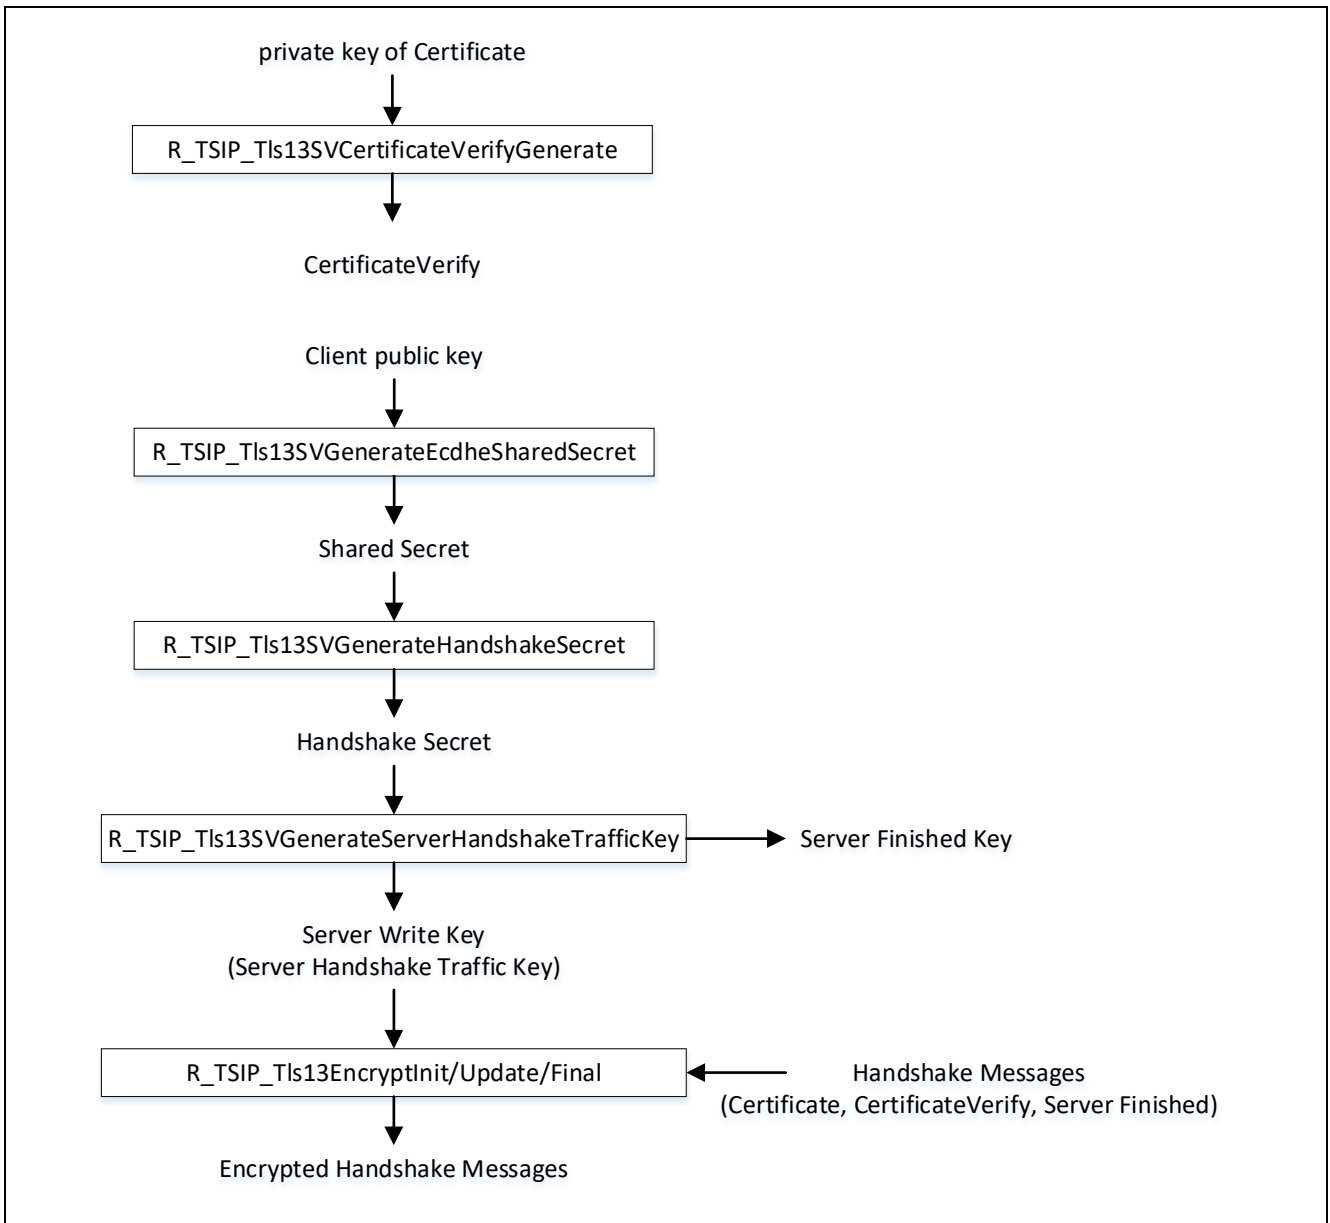 private key of Certificate
R_TSIP_Tls13SVCertificateVerifyGenerate
CertificateVerify
Client public key
R_TSIP_Tls13SVGenerateEcdheSharedSecret
Shared Secret
R_TSIP_Tls13SVGenerateHandshakeSecret
Handshake Secret
R_TSIP_Tls13SVGenerateServerHandshakeTrafficKey
Server Finished Key
Server Write Key
(Server Handshake Traffic Key)
R_TSIP_Tls13EncryptInit/Update/Final
Handshake Messages
(Certificate, CertificateVerify, Server Finished)
Encrypted Handshake Messages